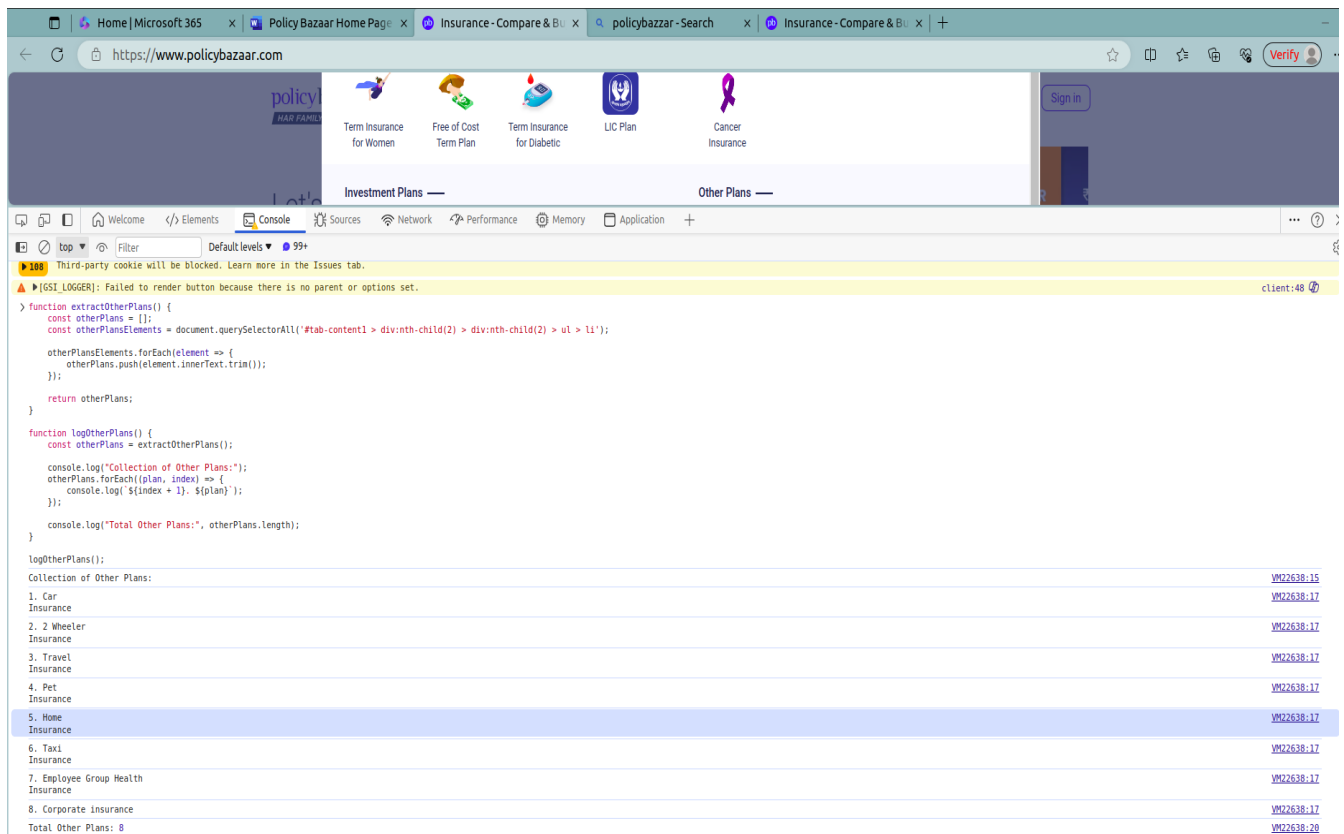 Home | Microsoft 365
Policy Bazaar Home Page
pb Insurance - Compare & Bu
policybazzar - Search
pb Insurance - Compare & Bu
https://www.policybazaar.com
Verify
policyl
HAR FAMILY
Sign in
Term Insurance for Women
Free of Cost Term Plan
Term Insurance for Diabetic
LIC Plan
Cancer Insurance
Let's
Investment Plans
Other Plans
Welcome
Elements
Console
Sources
Network
Performance
Memory
Application
top
Filter
Default levels
99+
108 Third-party cookie will be blocked. Learn more in the Issues tab.
[GSI_LOGGER]: Failed to render button because there is no parent or options set.
client:48
function extractOtherPlans() {
const otherPlans = [];
const otherPlansElements = document.querySelectorAll('#tab-content1 > div:nth-child(2) > div:nth-child(2) > ul > li');
otherPlansElements.forEach(element => {
otherPlans.push(element.innerText.trim());
});
return otherPlans;
}
function logOtherPlans() {
const otherPlans = extractOtherPlans();
console.log("Collection of Other Plans:");
otherPlans.forEach((plan, index) => {
console.log(`${index + 1}. ${plan}`);
});
console.log("Total Other Plans:", otherPlans.length);
}
logOtherPlans();
Collection of Other Plans: VM22638:15
1. Car VM22638:17
Insurance
2. 2 Wheeler VM22638:17
Insurance
3. Travel VM22638:17
Insurance
4. Pet VM22638:17
Insurance
5. Home VM22638:17
Insurance
6. Taxi VM22638:17
Insurance
7. Employee Group Health VM22638:17
Insurance
8. Corporate insurance VM22638:17
Total Other Plans: 8 VM22638:20